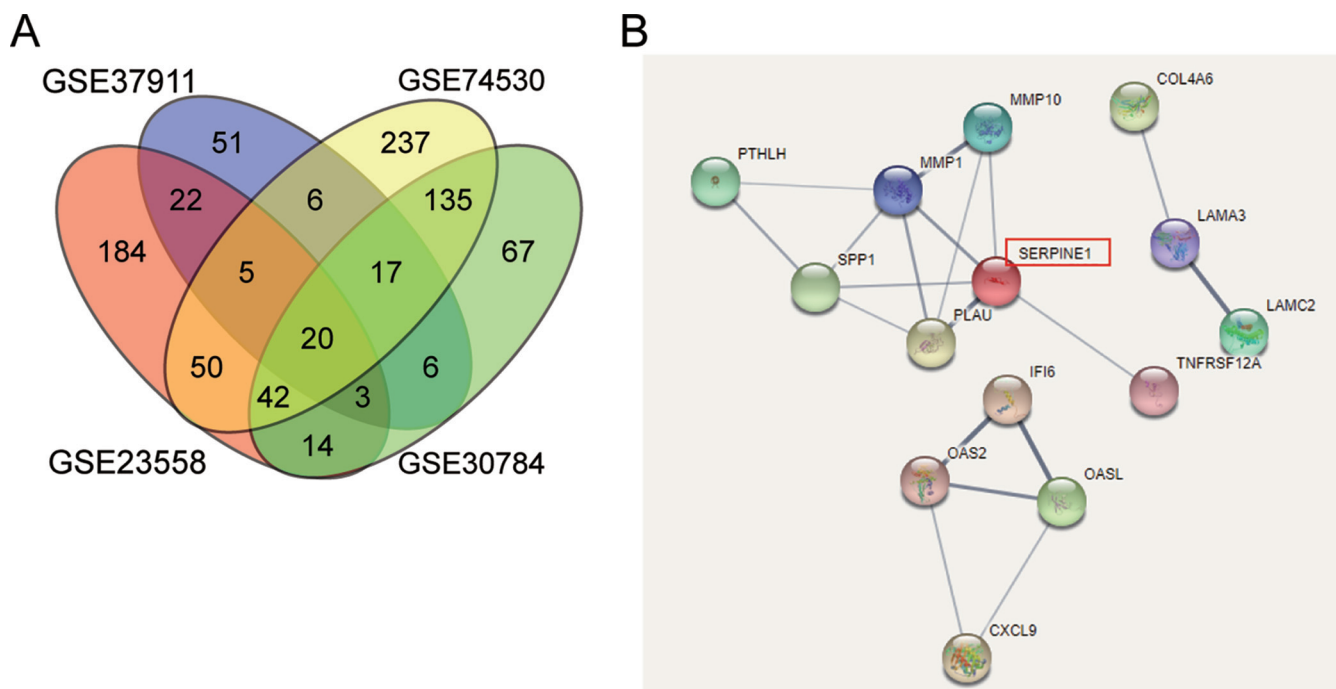 A
B
GSE37911
GSE74530
51
237
22
6
135
184
5
17
67
20
50
42
3
6
14
GSE23558
GSE30784
COL4A6
MMP10
PTHLH
MMP1
LAMA3
SERPINE1
SPP1
LAMC2
PLAU
TNFRSF12A
IFI6
OAS2
OASL
CXCL9